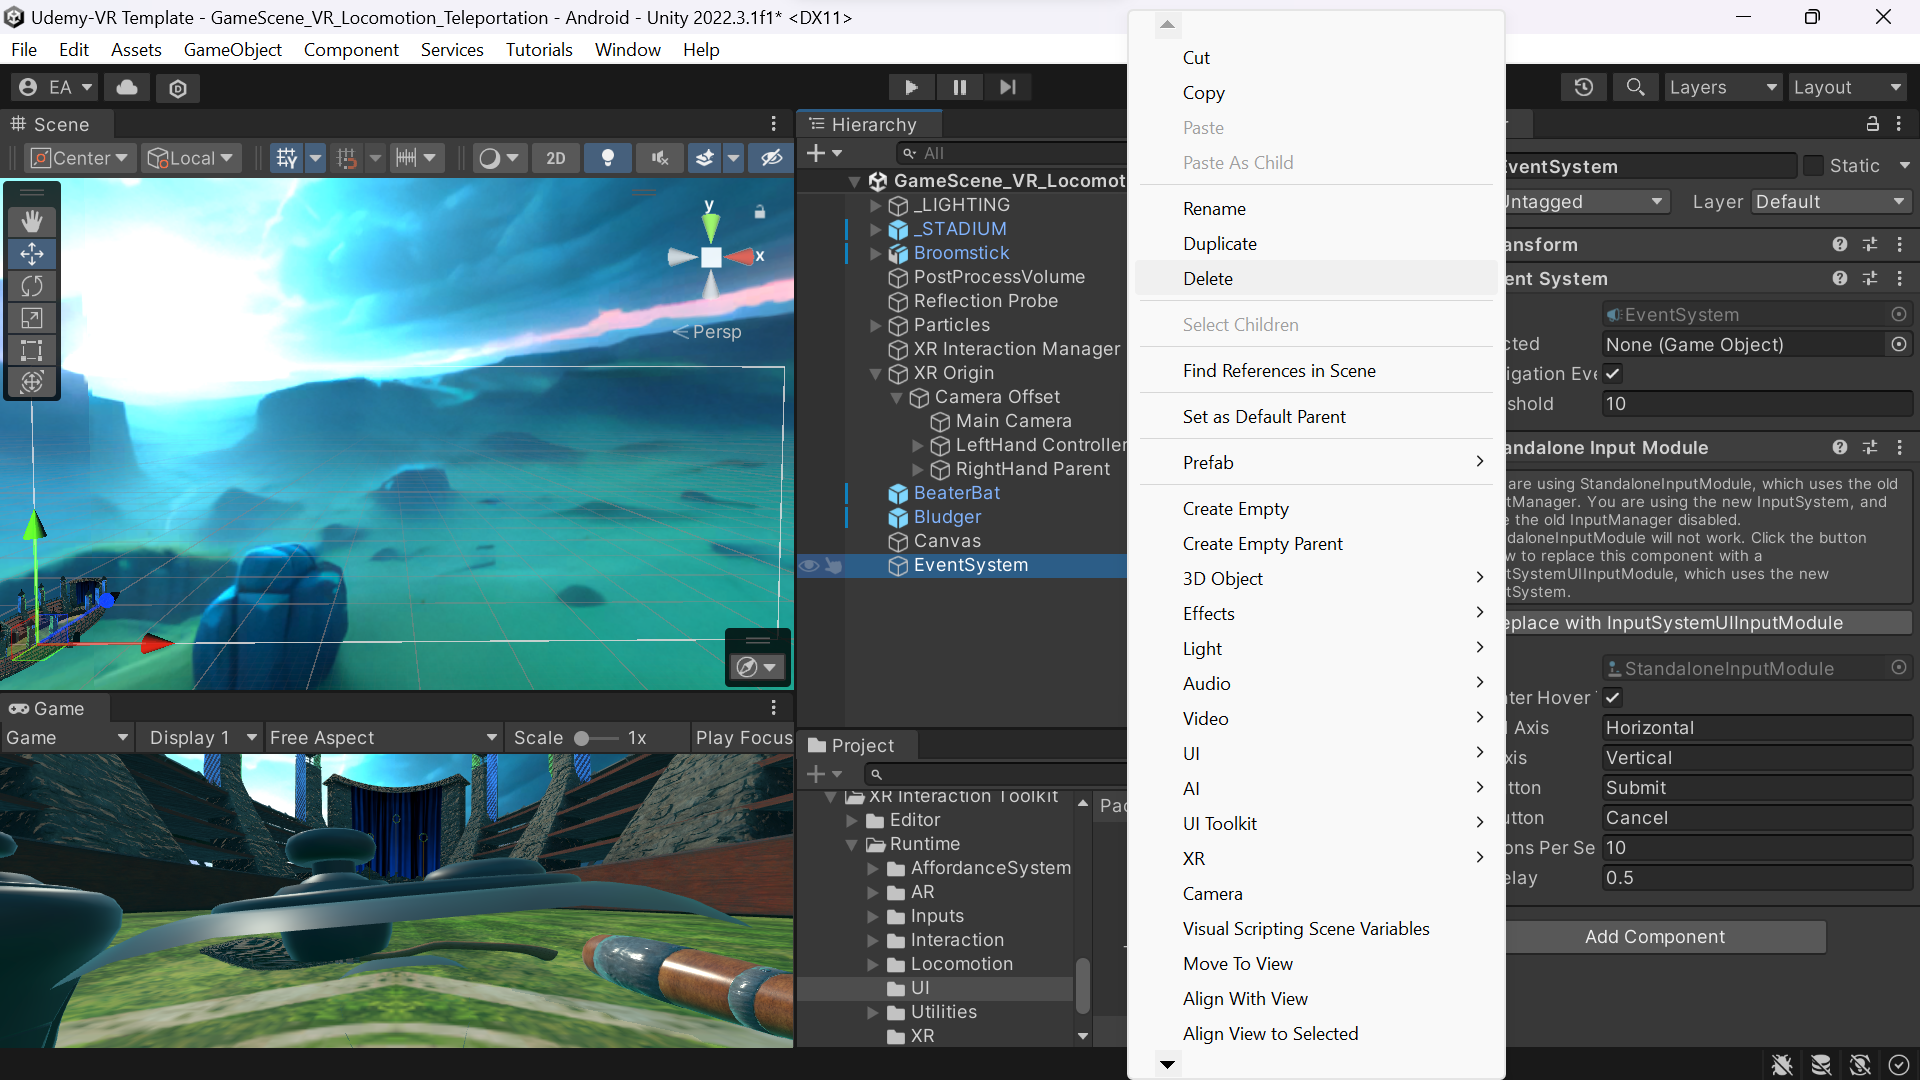 Udemy-VR Template - GameScene_VR_Locomotion_Teleportation - Android - Unity 2022.3.1f1* <DX11>
File Edit Assets GameObject Component Services Tutorials Window Help
EA
Layers
Layout
Scene
Center
Local
2D
y
x
Persp
Game
Game
Display 1
Free Aspect
Scale
1x
Play Focus
Hierarchy
All
GameScene_VR_Locomot
_LIGHTING
_STADIUM
Broomstick
PostProcessVolume
Reflection Probe
Particles
XR Interaction Manager
XR Origin
Camera Offset
Main Camera
LeftHand Controller
RightHand Parent
BeaterBat
Bludger
Canvas
EventSystem
Project
XR Interaction Toolkit
Editor
Runtime
AffordanceSystem
AR
Inputs
Interaction
Locomotion
UI
Utilities
XR
Pac
Cut
Copy
Paste
Paste As Child
Rename
Duplicate
Delete
Select Children
Find References in Scene
Set as Default Parent
Prefab
Create Empty
Create Empty Parent
3D Object
Effects
Light
Audio
Video
UI
AI
UI Toolkit
XR
Camera
Visual Scripting Scene Variables
Move To View
Align With View
Align View to Selected
EventSystem
Static
Untagged
Layer
Default
ansform
ent System
EventSystem
cted
None (Game Object)
igation Eve
shold
10
andalone Input Module
are using StandaloneInputModule, which uses the old
tManager. You are using the new InputSystem, and
e the old InputManager disabled.
daloneInputModule will not work. Click the button
w to replace this component with a
tSystemUIInputModule, which uses the new
tSystem.
eplace with InputSystemUIInputModule
StandaloneInputModule
ter Hover
l Axis
Horizontal
xis
Vertical
tton
Submit
utton
Cancel
ons Per Se
10
elay
0.5
Add Component